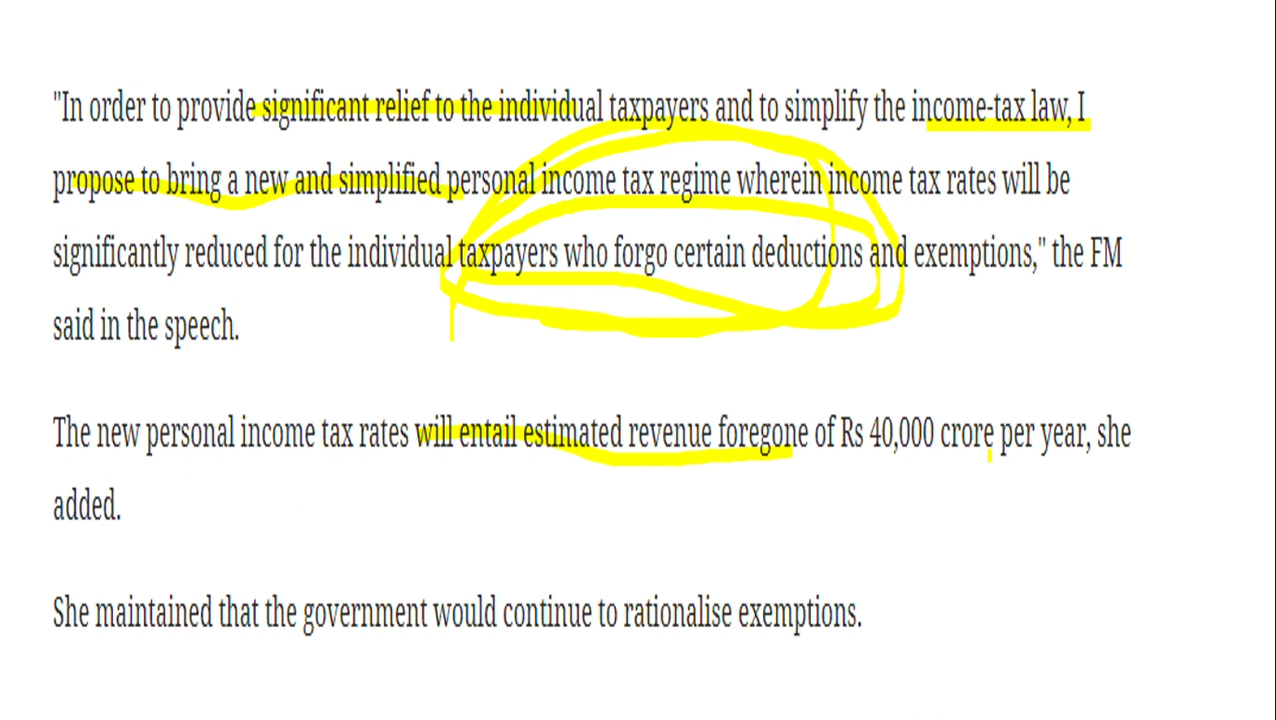 "In order to provide significant relief to the individual taxpayers and to simplify the income-tax law, I
propose to bring a new and simplified personal income tax regime wherein income tax rates will be
significantly reduced for the individual taxpayers who forgo certain deductions and exemptions," the FM
said in the speech.
The new personal income tax rates will entail estimated revenue foregone of Rs 40,000 crore per year, she
added.
She maintained that the government would continue to rationalise exemptions.